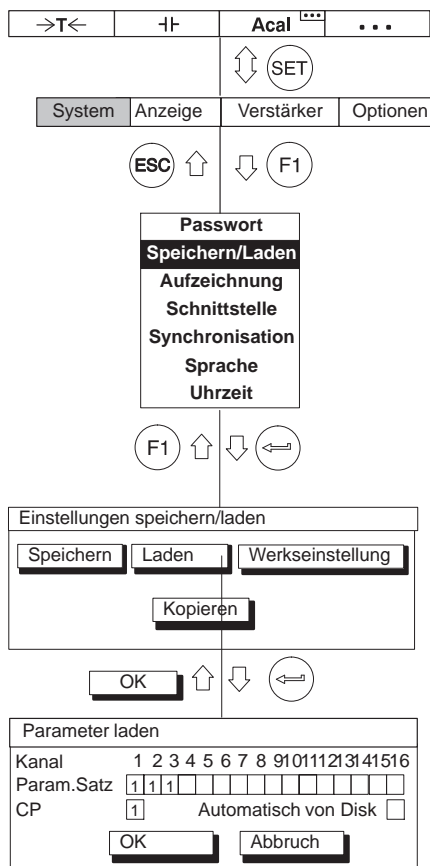 →T← ⊣⊢ Acal ...
SET
System Anzeige Verstärker Optionen
ESC F1
Passwort
Speichern/Laden
Aufzeichnung
Schnittstelle
Synchronisation
Sprache
Uhrzeit
F1
Einstellungen speichern/laden
Speichern Laden Werkseinstellung
Kopieren
OK
Parameter laden
Kanal 1 2 3 4 5 6 7 8 9 10 11 12 13 14 15 16
Param.Satz 1 1 1
CP 1 Automatisch von Disk
OK Abbruch